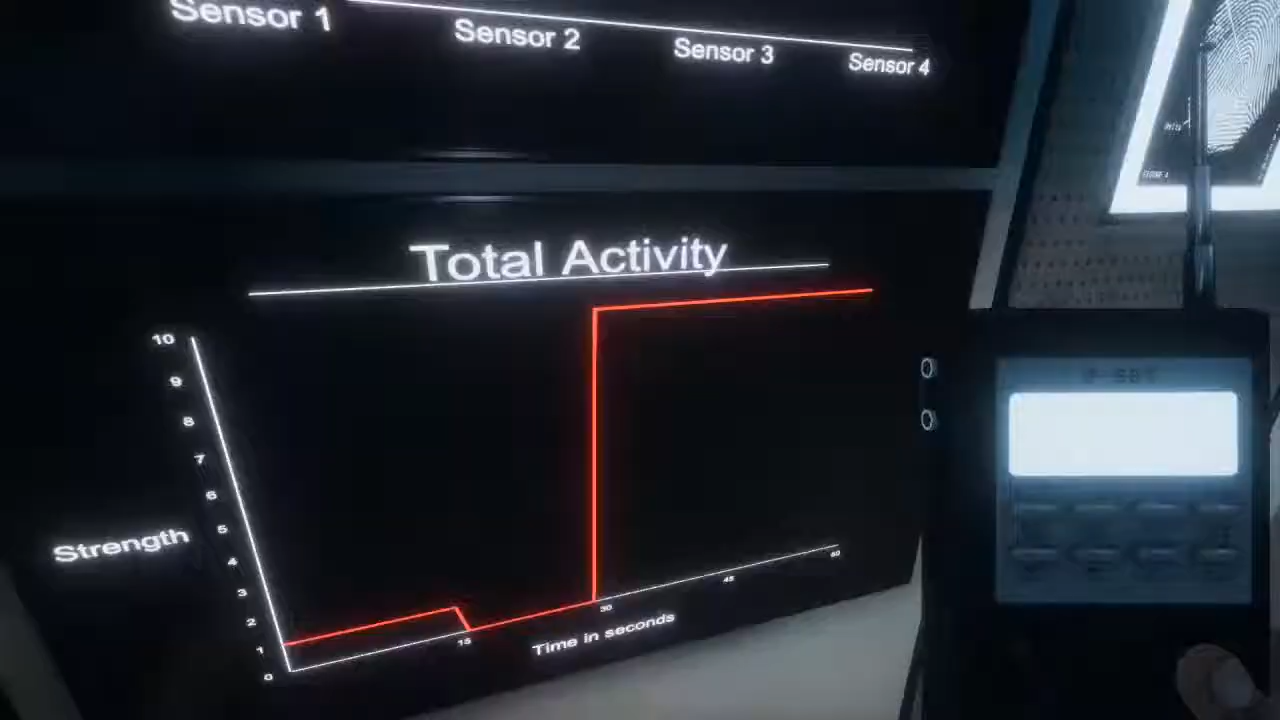 Sensor 1
Sensor 2
Sensor 3
Sensor 4
Total Activity
10
9
8
7
6
5
4
3
2
1
0
Strength
15
30
45
60
Time in seconds